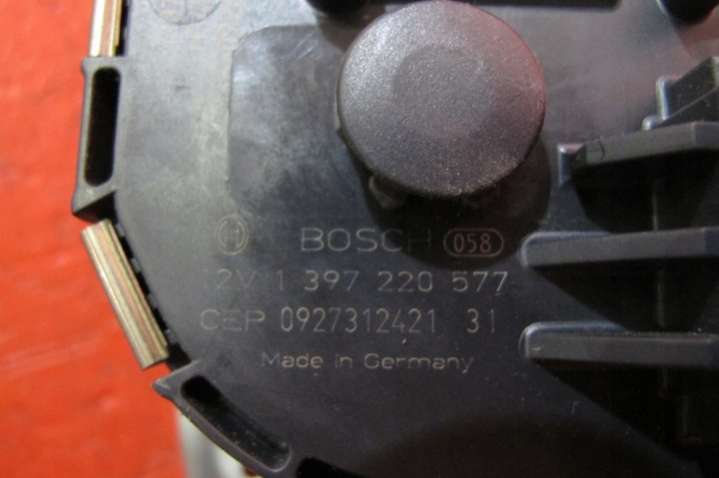 BOSCH 058
12V 1 397 220 577
CEP 0927312421 31
Made in Germany